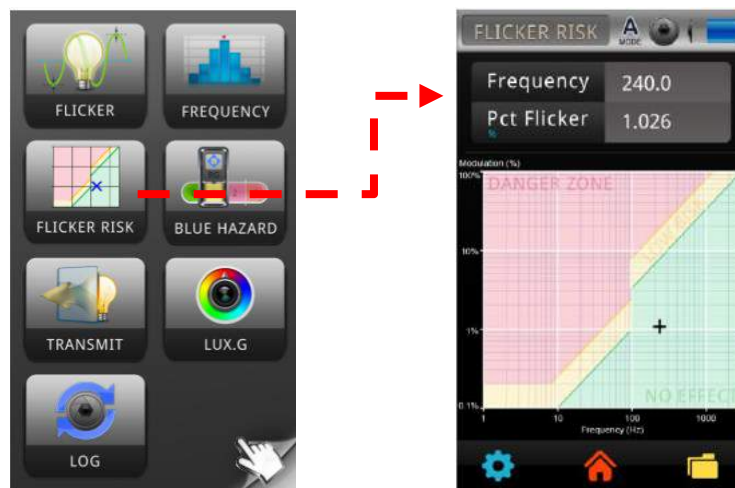 FLICKER
FREQUENCY
FLICKER RISK
BLUE HAZARD
TRANSMIT
LUX.G
LOG
FLICKER RISK
A
MODE
Frequency 240.0
Pct Flicker 1.026
%
Modulation (%)
100%
DANGER ZONE
10%
1%
NO EFFECT
0.1%
1 10 100 1000
Frequency (Hz)